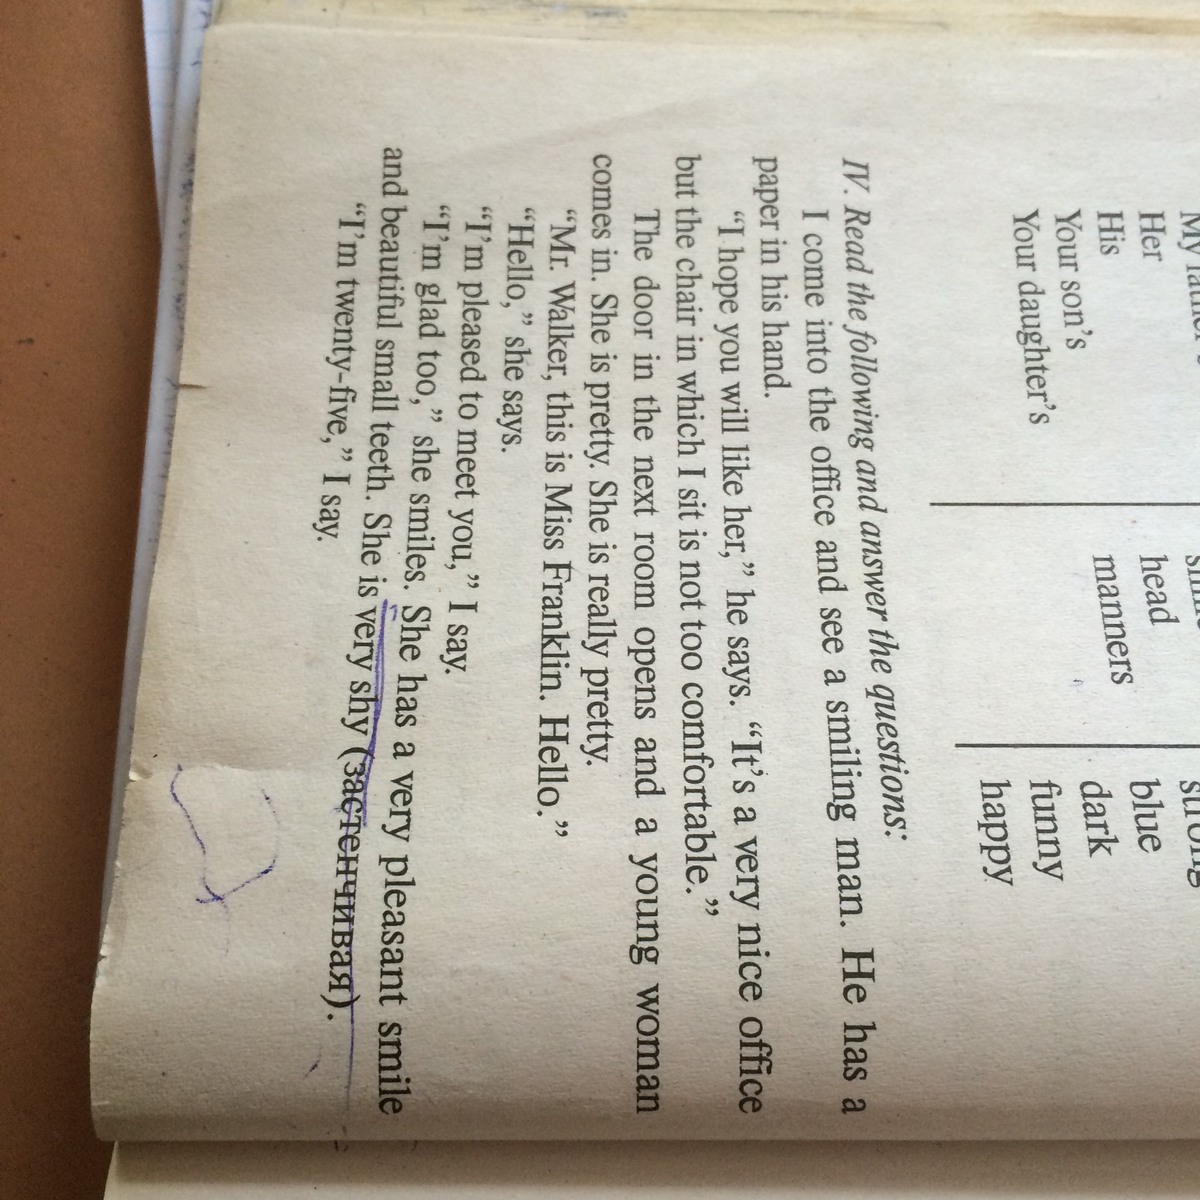 Her head blue
His manners dark
Your son's funny
Your daughter's happy
IV. Read the following and answer the questions:
I come into the office and see a smiling man. He has a
paper in his hand.
“I hope you will like her,” he says. “It's a very nice office
but the chair in which I sit is not too comfortable.”
The door in the next room opens and a young woman
comes in. She is pretty. She is really pretty.
“Mr. Walker, this is Miss Franklin. Hello.”
“Hello,” she says.
“I'm pleased to meet you,” I say.
“I'm glad too,” she smiles. She has a very pleasant smile
and beautiful small teeth. She is very shy (застенчивая).
“I'm twenty-five,” I say.